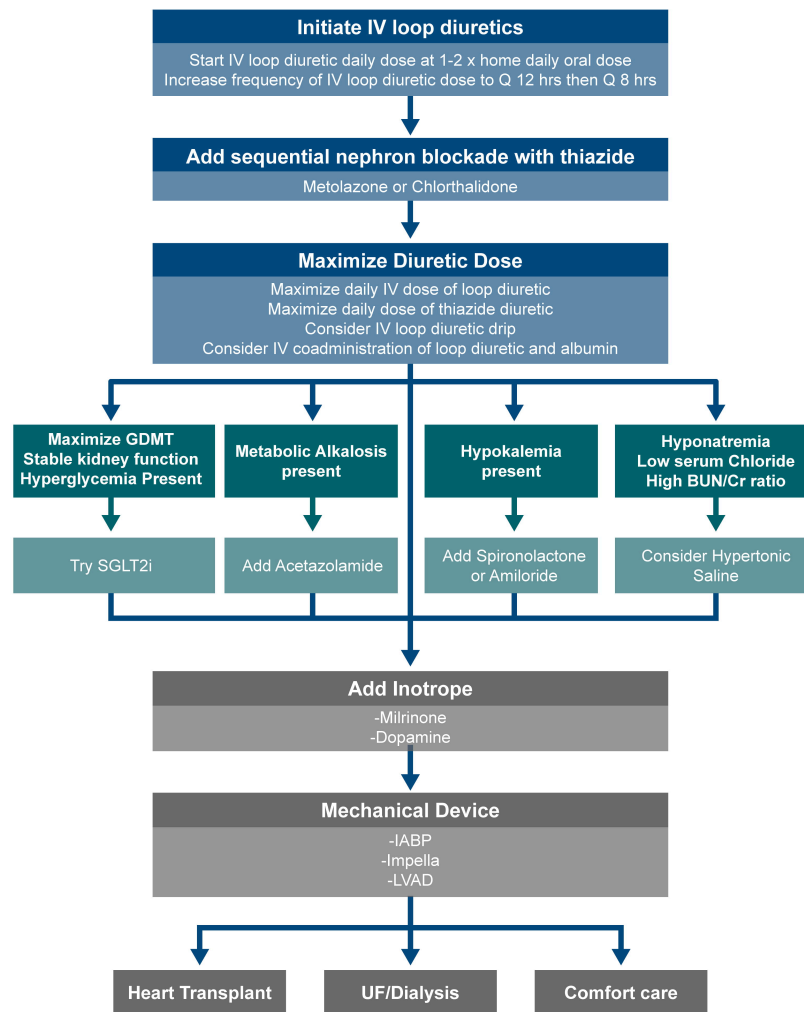 Initiate IV loop diuretics
Start IV loop diuretic daily dose at 1-2 x home daily oral dose
Increase frequency of IV loop diuretic dose to Q 12 hrs then Q 8 hrs
Add sequential nephron blockade with thiazide
Metolazone or Chlorthalidone
Maximize Diuretic Dose
Maximize daily IV dose of loop diuretic
Maximize daily dose of thiazide diuretic
Consider IV loop diuretic drip
Consider IV coadministration of loop diuretic and albumin
Maximize GDMT
Stable kidney function
Hyperglycemia Present
Metabolic Alkalosis
present
Hypokalemia
present
Hyponatremia
Low serum Chloride
High BUN/Cr ratio
Try SGLT2i
Add Acetazolamide
Add Spironolactone
or Amiloride
Consider Hypertonic
Saline
Add Inotrope
-Milrinone
-Dopamine
Mechanical Device
-IABP
-Impella
-LVAD
Heart Transplant
UF/Dialysis
Comfort care